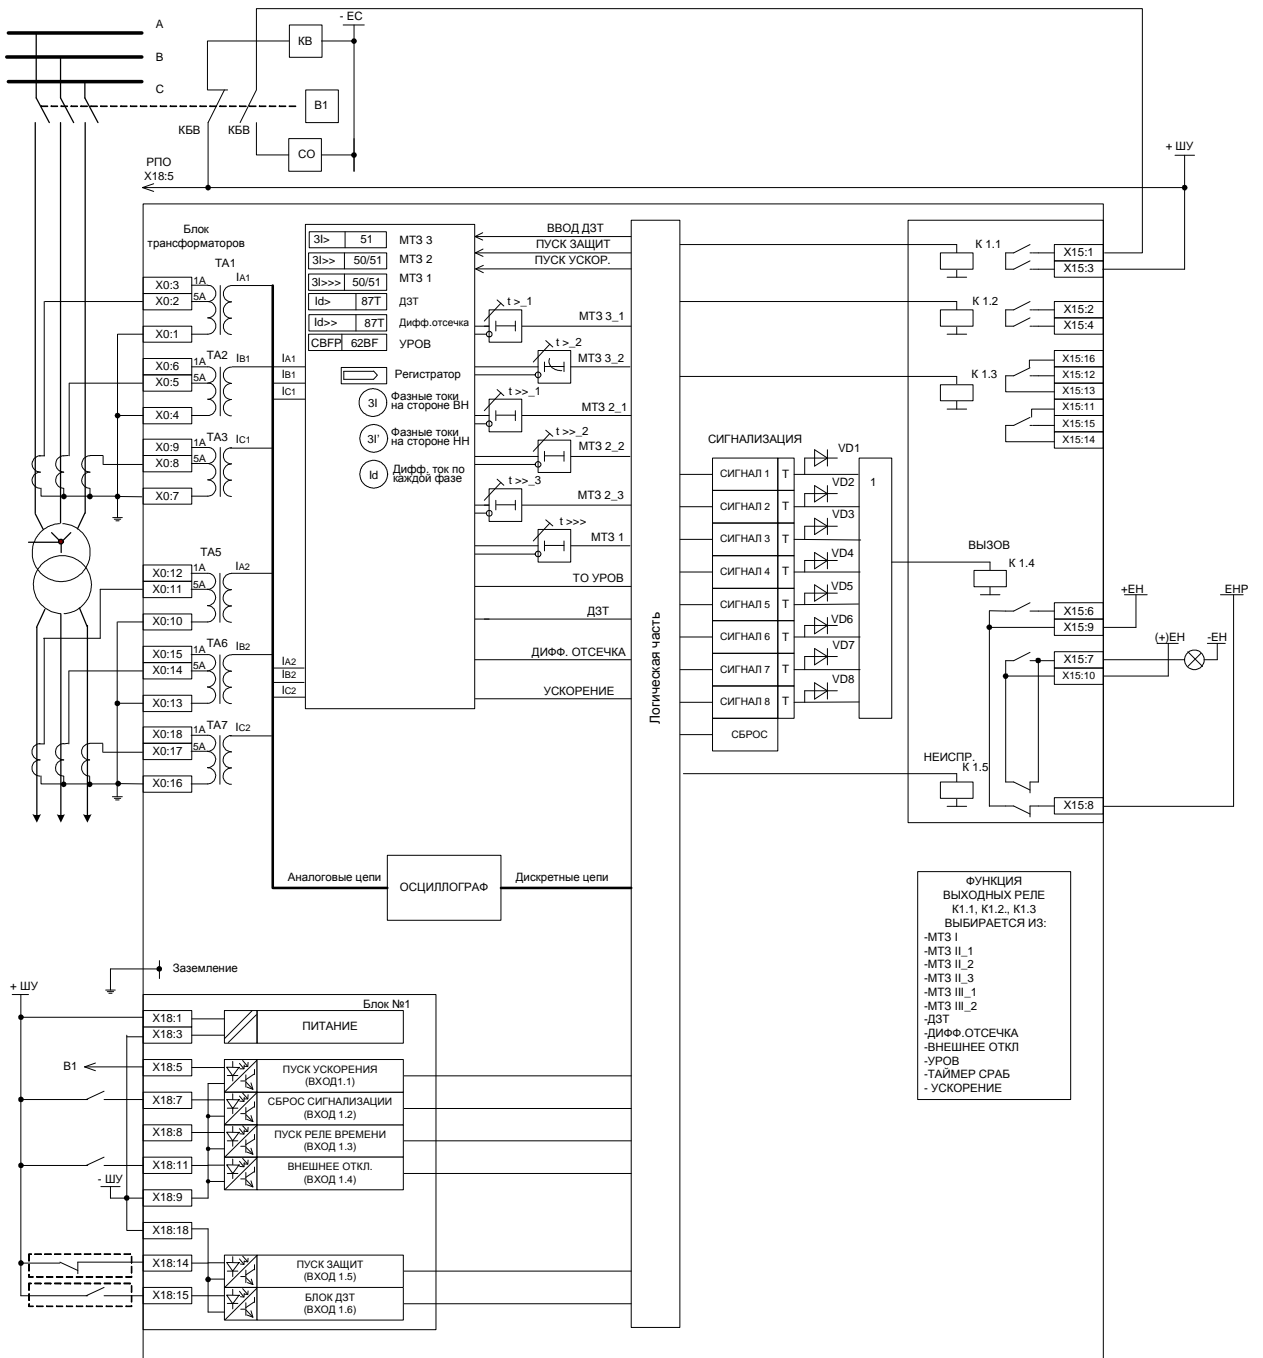 A
B
C
- ЕС
КВ
В1
КБВ
КБВ
СО
РПО
X18:5
+ ШУ
Блок
трансформаторов
TA1
X0:3
1A
IA1
X0:2
5A
X0:1
TA2
X0:6
1A
IB1
X0:5
5A
X0:4
TA3
X0:9
1A
IC1
X0:8
5A
X0:7
TA5
X0:12
1A
IA2
X0:11
5A
X0:10
TA6
X0:15
1A
IB2
X0:14
5A
X0:13
TA7
X0:18
1A
IC2
X0:17
5A
X0:16
IA1
IB1
IC1
IA2
IB2
IC2
3I>
51
МТЗ 3
3I>>
50/51
МТЗ 2
3I>>>
50/51
МТЗ 1
Id>
87T
ДЗТ
Id>>
87T
Дифф.отсечка
CBFP
62BF
УРОВ
Регистратор
3I
Фазные токи
на стороне ВН
3I'
Фазные токи
на стороне НН
Id
Дифф. ток по
каждой фазе
ВВОД ДЗТ
ПУСК ЗАЩИТ
ПУСК УСКОР.
t >_1
МТЗ 3_1
t >_2
МТЗ 3_2
t >>_1
МТЗ 2_1
t >>_2
МТЗ 2_2
t >>_3
МТЗ 2_3
t >>>
МТЗ 1
ТО УРОВ
ДЗТ
ДИФФ. ОТСЕЧКА
УСКОРЕНИЕ
Логическая часть
СИГНАЛИЗАЦИЯ
СИГНАЛ 1
T
VD1
СИГНАЛ 2
T
VD2
СИГНАЛ 3
T
VD3
СИГНАЛ 4
T
VD4
СИГНАЛ 5
T
VD5
СИГНАЛ 6
T
VD6
СИГНАЛ 7
T
VD7
СИГНАЛ 8
T
VD8
СБРОС
1
К 1.1
X15:1
X15:3
К 1.2
X15:2
X15:4
К 1.3
X15:16
X15:12
X15:13
X15:11
X15:15
X15:14
ВЫЗОВ
К 1.4
X15:6
X15:9
+ЕН
ЕНР
(+)ЕН
-ЕН
X15:7
X15:10
НЕИСПР.
К 1.5
X15:8
Аналоговые цепи
ОСЦИЛЛОГРАФ
Дискретные цепи
ФУНКЦИЯ
ВЫХОДНЫХ РЕЛЕ
К1.1, К1.2., К1.3
ВЫБИРАЕТСЯ ИЗ:
-МТЗ I
-МТЗ II_1
-МТЗ II_2
-МТЗ II_3
-МТЗ III_1
-МТЗ III_2
-ДЗТ
-ДИФФ.ОТСЕЧКА
-ВНЕШНЕЕ ОТКЛ
-УРОВ
-ТАЙМЕР СРАБ
- УСКОРЕНИЕ
Заземление
+ ШУ
Блок №1
X18:1
X18:3
ПИТАНИЕ
В1
X18:5
ПУСК УСКОРЕНИЯ
(ВХОД1.1)
X18:7
СБРОС СИГНАЛИЗАЦИИ
(ВХОД 1.2)
X18:8
ПУСК РЕЛЕ ВРЕМЕНИ
(ВХОД 1.3)
X18:11
ВНЕШНЕЕ ОТКЛ.
(ВХОД 1.4)
- ШУ
X18:9
X18:18
X18:14
ПУСК ЗАЩИТ
(ВХОД 1.5)
X18:15
БЛОК ДЗТ
(ВХОД 1.6)